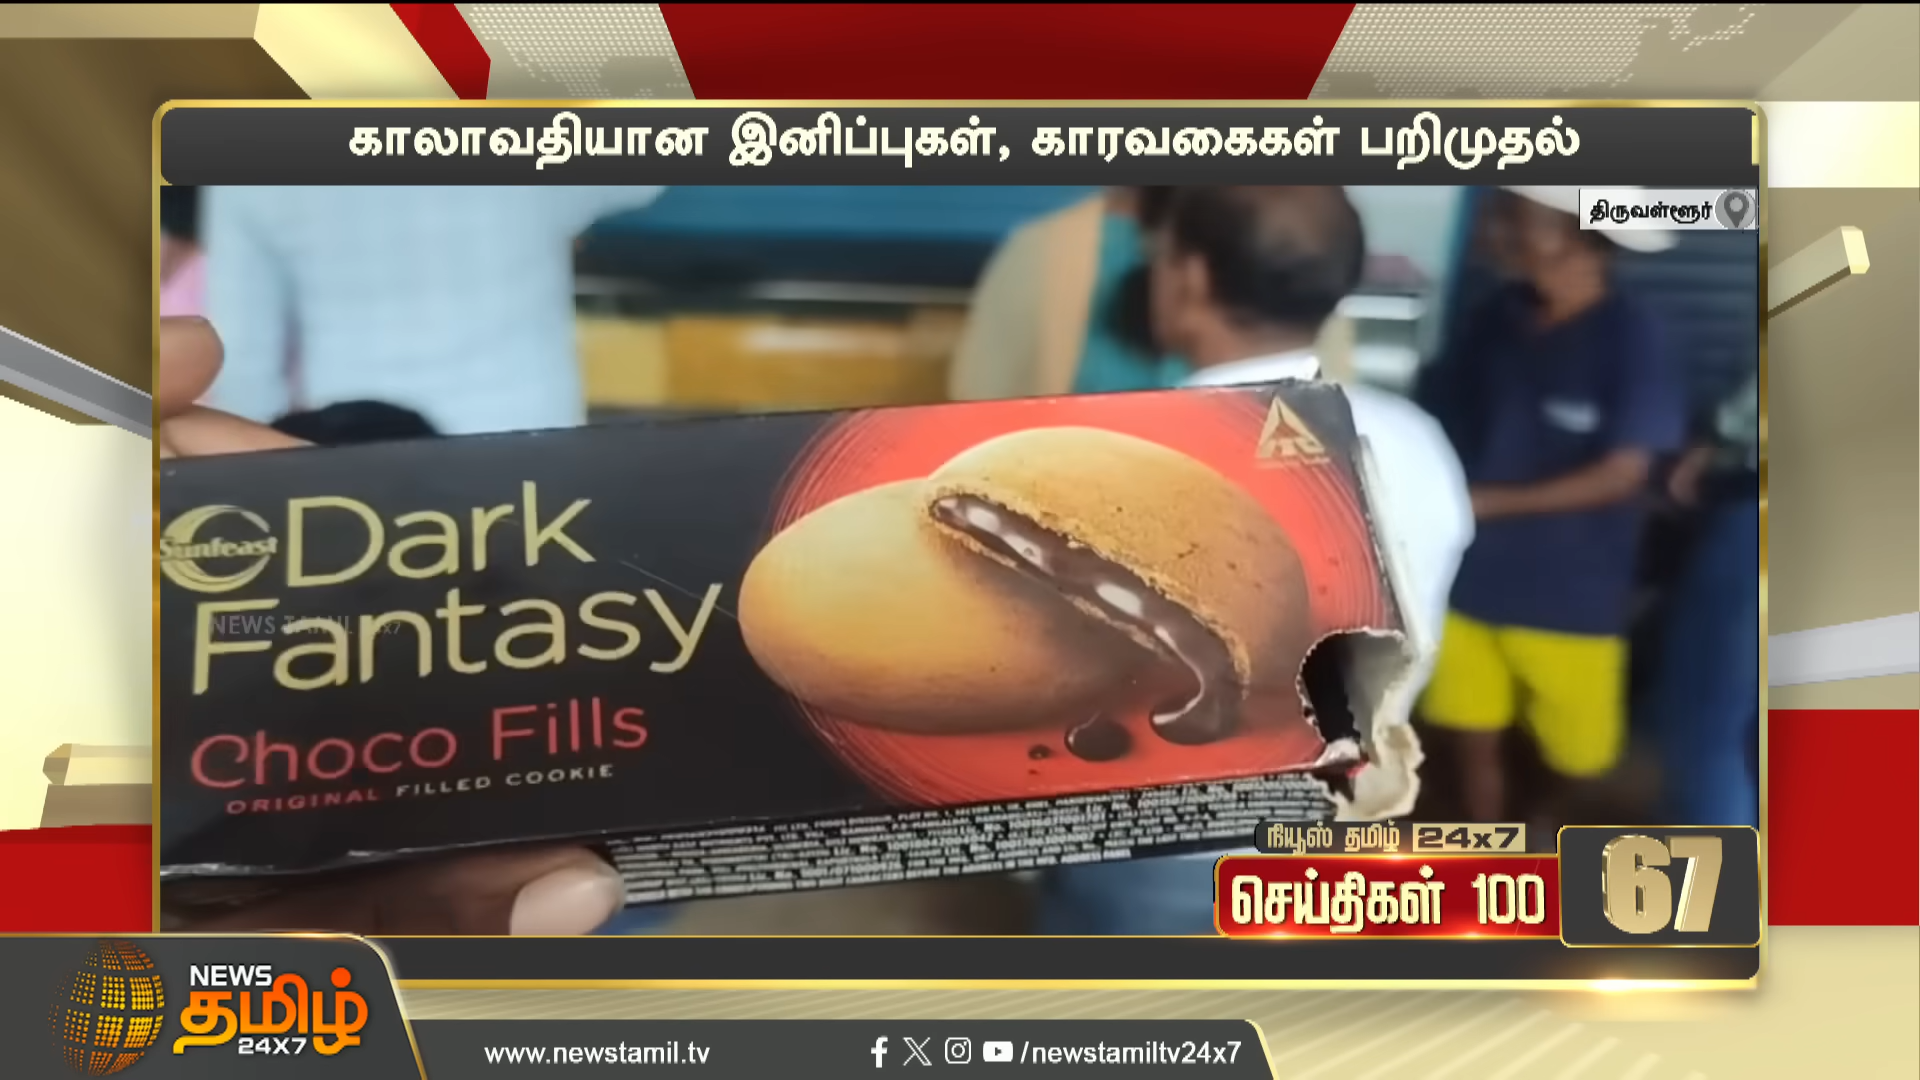 காலாவதியான இனிப்புகள், காரவகைகள் பறிமுதல்
திருவள்ளூர்
ITC
Sunfeast
Dark
Fantasy
NEWS TAMIL 24x7
Choco Fills
ORIGINAL FILLED COOKIE
நியூஸ் தமிழ் 24x7
செய்திகள் 100
67
NEWS
தமிழ்
24X7
www.newstamil.tv
/newstamiltv24x7